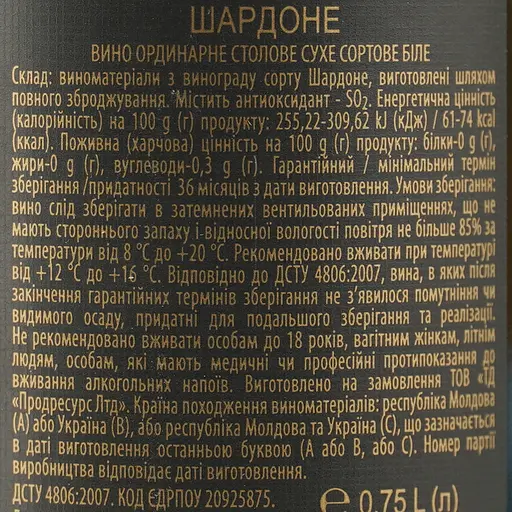 ШАРДОНЕ
ВИНО ОРДИНАРНЕ СТОЛОВЕ СУХЕ СОРТОВЕ БІЛЕ
Склад: виноматеріали з винограду сорту Шардоне, виготовлені шляхом
повного зброджування. Містить антиоксидант - SO₂. Енергетична цінність
(калорійність) на 100 g (г) продукту: 255,22-309,62 kJ (кДж) / 61-74 kcal
(ккал). Поживна (харчова) цінність на 100 g (г) продукту: білки-0 g (г),
жири-0 g (г), вуглеводи-0,3 g (г). Гарантійний / мінімальний термін
зберігання /придатності 36 місяців з дати виготовлення. Умови зберігання:
вино слід зберігати в затемнених вентильованих приміщеннях, що не
мають стороннього запаху і відносної вологості повітря не більше 85% за
температури від 8 °C до +20 °C. Рекомендовано вживати при температурі
від +12 °C до +16 °C. Відповідно до ДСТУ 4806:2007, вина, в яких після
закінчення гарантійних термінів зберігання не з’явилося помутніння чи
видимого осаду, придатні для подальшого зберігання та реалізації.
Не рекомендовано вживати особам до 18 років, вагітним жінкам, літнім
людям, особам, які мають медичні чи професійні протипоказання до
вживання алкогольних напоїв. Виготовлено на замовлення ТОВ «ТД
«Продресурс Лтд». Країна походження виноматеріалів: республіка Молдова
(А) або Україна (В), або республіка Молдова та Україна (С), що зазначається
в даті виготовлення останньою буквою (А або В, або С). Номер партії
виробництва відповідає даті виготовлення.
ДСТУ 4806:2007. КОД ЄДРПОУ 20925875.
℮ 0,75 L (л)